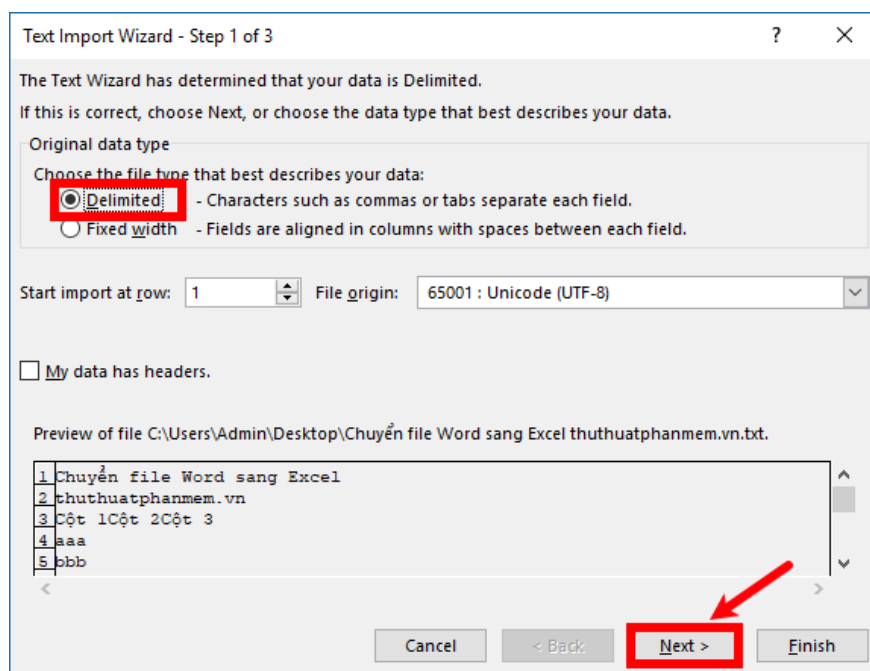 Text Import Wizard - Step 1 of 3
?
The Text Wizard has determined that your data is Delimited.
If this is correct, choose Next, or choose the data type that best describes your data.
Original data type
Choose the file type that best describes your data:
Delimited - Characters such as commas or tabs separate each field.
Fixed width - Fields are aligned in columns with spaces between each field.
Start import at row: 1 File origin: 65001 : Unicode (UTF-8)
My data has headers.
Preview of file C:\Users\Admin\Desktop\Chuyển file Word sang Excel thuthuatphanmem.vn.txt.
1 Chuyển file Word sang Excel
2 thuthuatphanmem.vn
3 Cột 1Cột 2Cột 3
4 aaa
5 bbb
Cancel < Back Next > Finish